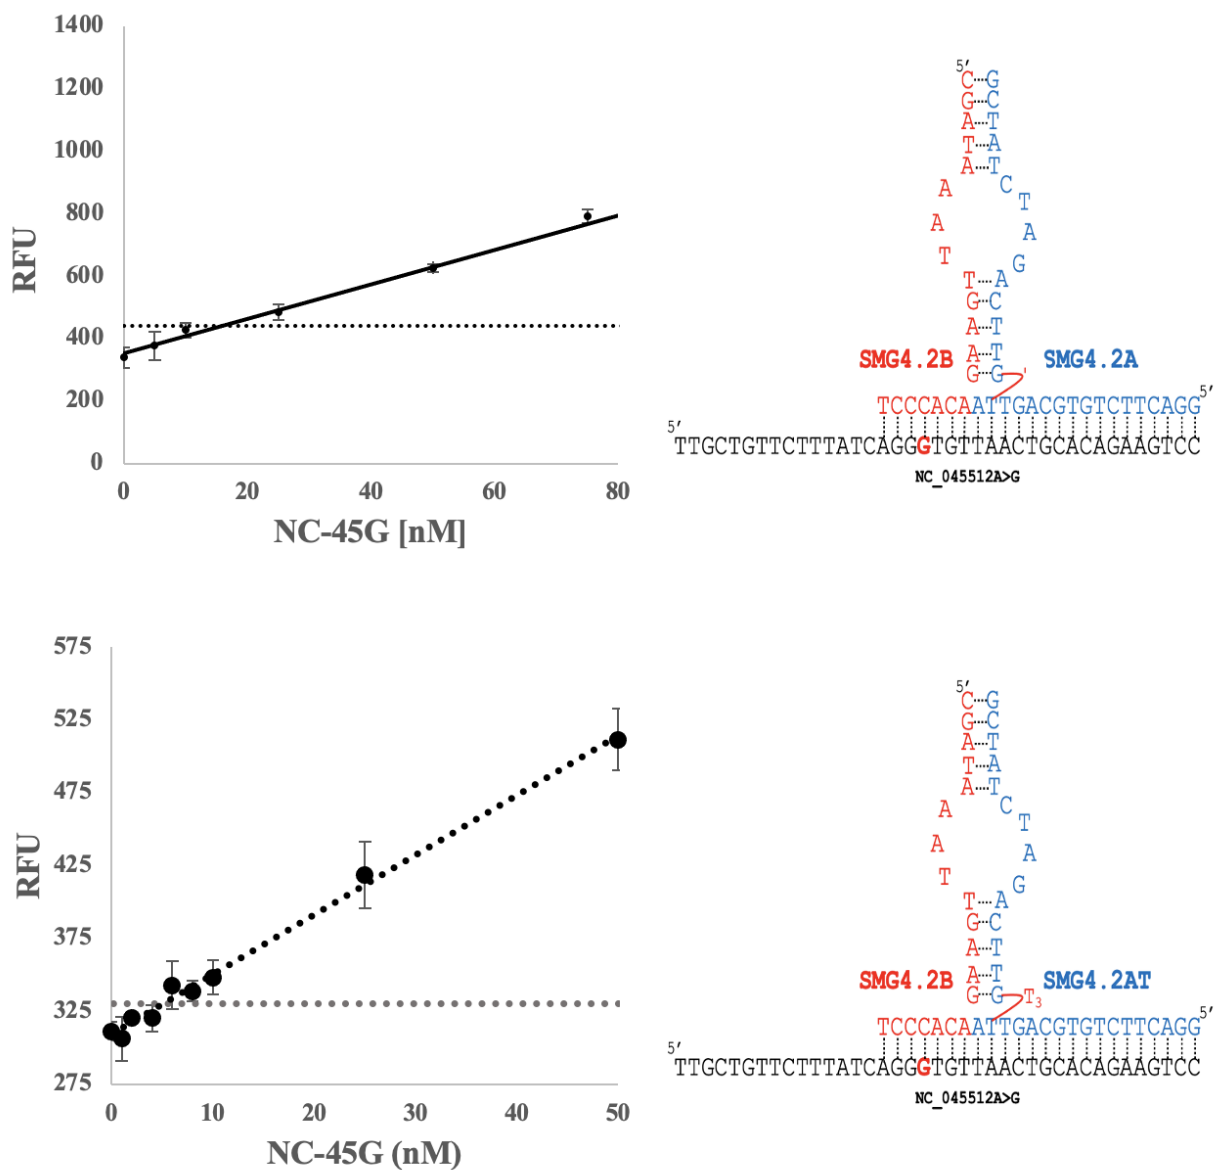 1400
1200
1000
800
600
400
200
0
RFU
0 20 40 60 80
NC-45G [nM]
5′
C G
G C
A T
T A
A T
A C
T
A A
T G
T A
G C
A T
A T
SMG4.2B SMG4.2A
G G
TCCCACAATTGACGTGTCTTCAGG 5′
5′
TTGCTGTTCTTTATCAGGGTGTTAACTGCACAGAAGTCC
NC_045512A>G
575
525
475
425
375
325
275
RFU
0 10 20 30 40 50
NC-45G (nM)
5′
C G
G C
A T
T A
A T
A C
T
A A
T G
T A
G C
A T
A T
SMG4.2B SMG4.2AT
G G T3
TCCCACAATTGACGTGTCTTCAGG 5′
5′
TTGCTGTTCTTTATCAGGGTGTTAACTGCACAGAAGTCC
NC_045512A>G